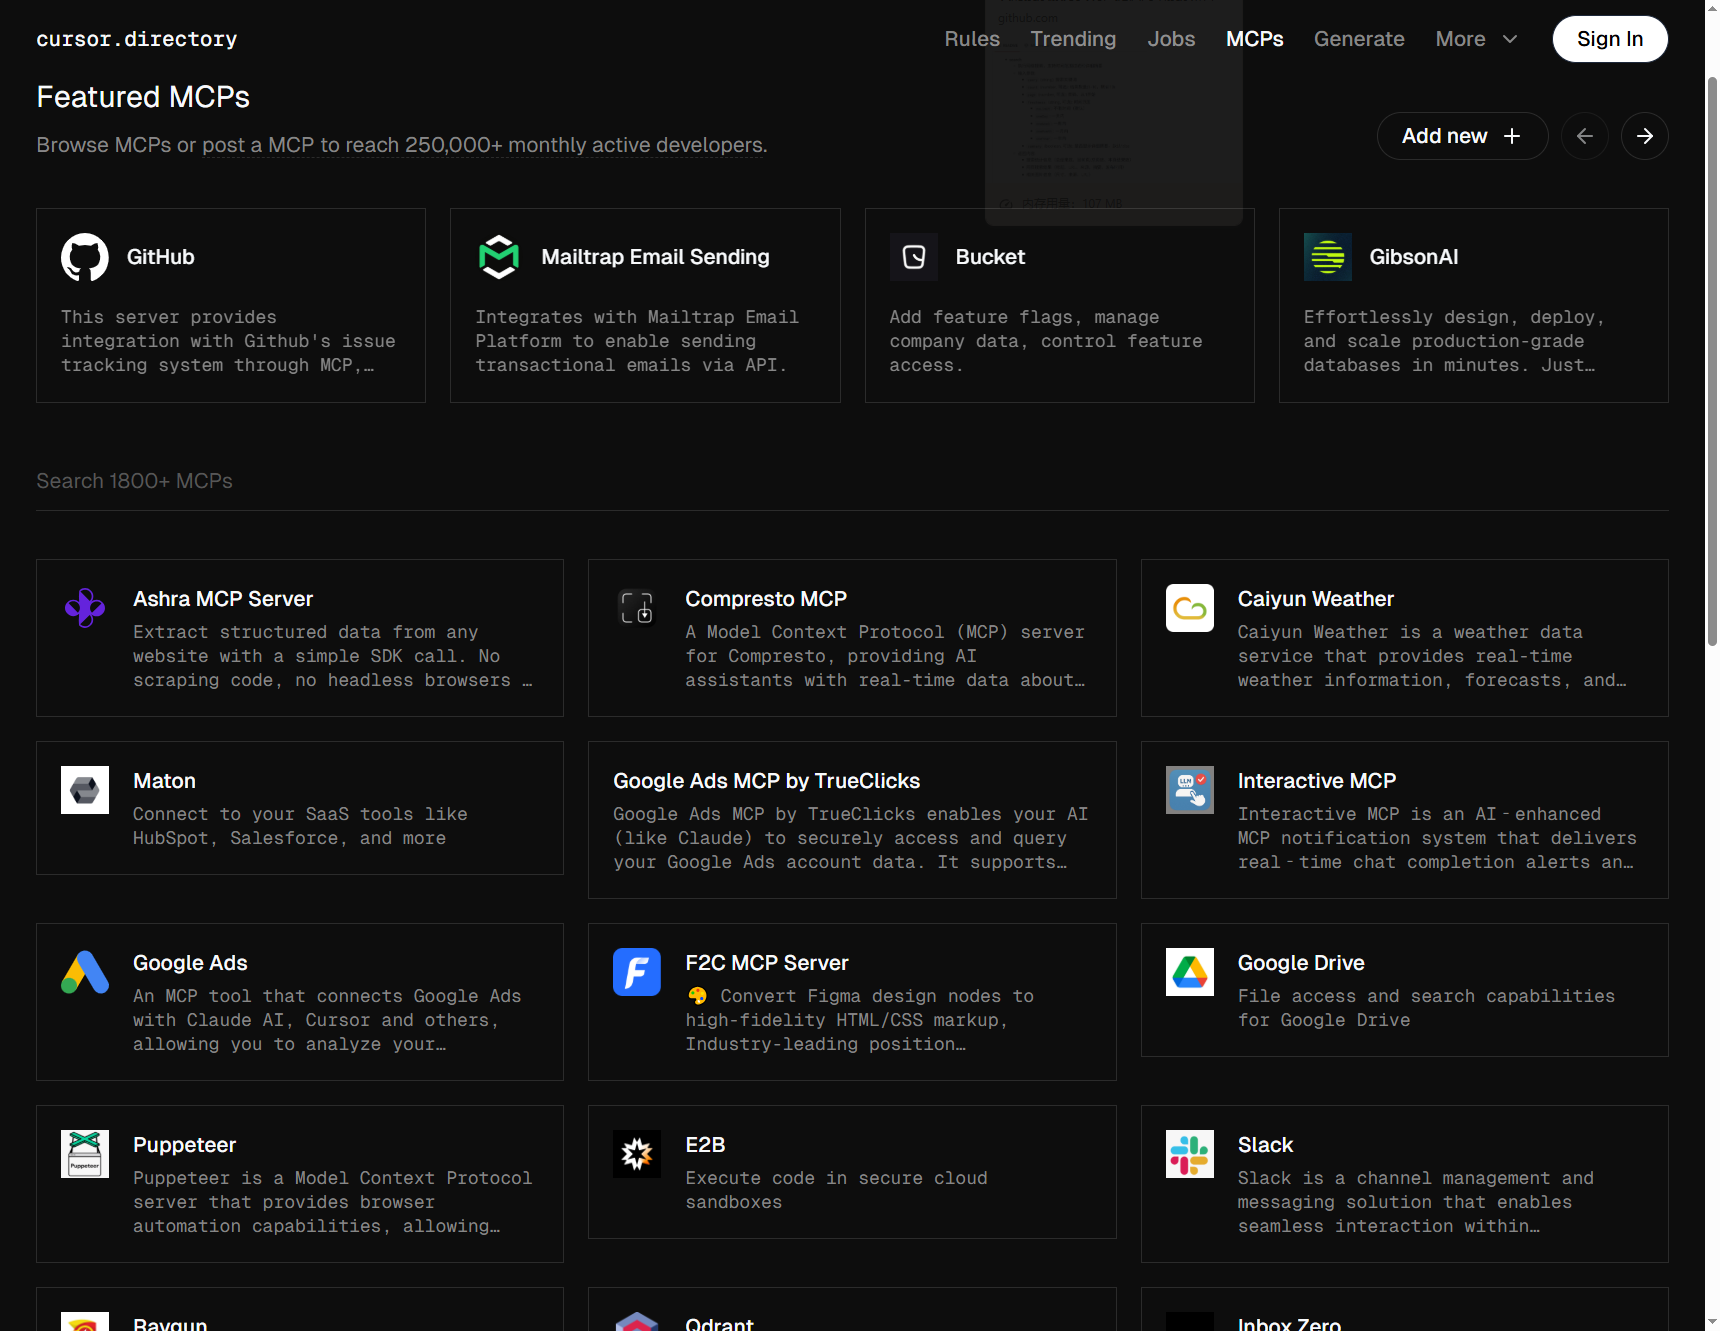 github.com
cursor.directory
Rules
Trending
Jobs
MCPs
Generate
More
Sign In
Featured MCPs
Browse MCPs or post a MCP to reach 250,000+ monthly active developers.
Add new +
内存用量：107 MB
GitHub
This server provides
integration with Github's issue
tracking system through MCP,…
Mailtrap Email Sending
Integrates with Mailtrap Email
Platform to enable sending
transactional emails via API.
Bucket
Add feature flags, manage
company data, control feature
access.
GibsonAI
Effortlessly design, deploy,
and scale production-grade
databases in minutes. Just…
Search 1800+ MCPs
Ashra MCP Server
Extract structured data from any
website with a simple SDK call. No
scraping code, no headless browsers …
Compresto MCP
A Model Context Protocol (MCP) server
for Compresto, providing AI
assistants with real-time data about…
Caiyun Weather
Caiyun Weather is a weather data
service that provides real-time
weather information, forecasts, and…
Maton
Connect to your SaaS tools like
HubSpot, Salesforce, and more
Google Ads MCP by TrueClicks
Google Ads MCP by TrueClicks enables your AI
(like Claude) to securely access and query
your Google Ads account data. It supports…
LLM
Interactive MCP
Interactive MCP is an AI‑enhanced
MCP notification system that delivers
real‑time chat completion alerts an…
Google Ads
An MCP tool that connects Google Ads
with Claude AI, Cursor and others,
allowing you to analyze your…
F2C MCP Server
🎨 Convert Figma design nodes to
high-fidelity HTML/CSS markup,
Industry-leading position…
Google Drive
File access and search capabilities
for Google Drive
Puppeteer
Puppeteer
Puppeteer is a Model Context Protocol
server that provides browser
automation capabilities, allowing…
E2B
Execute code in secure cloud
sandboxes
Slack
Slack is a channel management and
messaging solution that enables
seamless interaction within…
Raygun
Qdrant
Inbox Zero